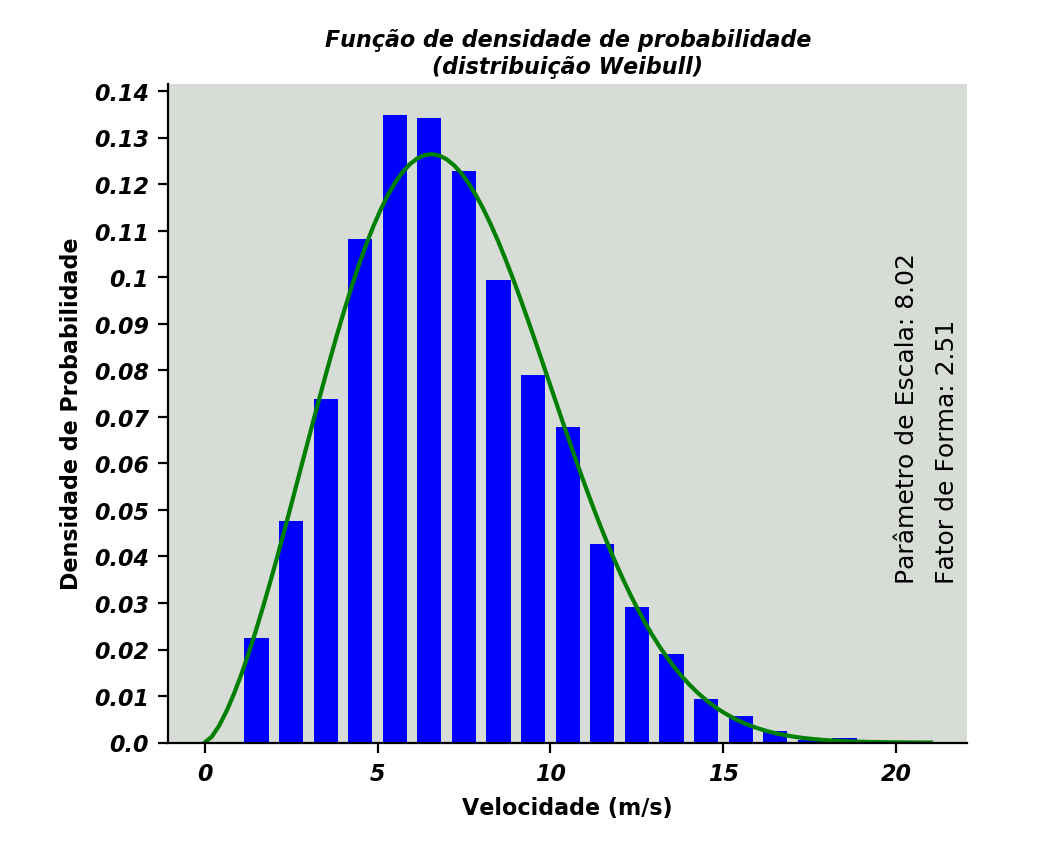 Função de densidade de probabilidade
(distribuição Weibull)
0.14
0.13
0.12
0.11
0.1
0.09
0.08
0.07
0.06
0.05
0.04
0.03
0.02
0.01
0.0
Densidade de Probabilidade
Parâmetro de Escala: 8.02
Fator de Forma: 2.51
0 5 10 15 20
Velocidade (m/s)